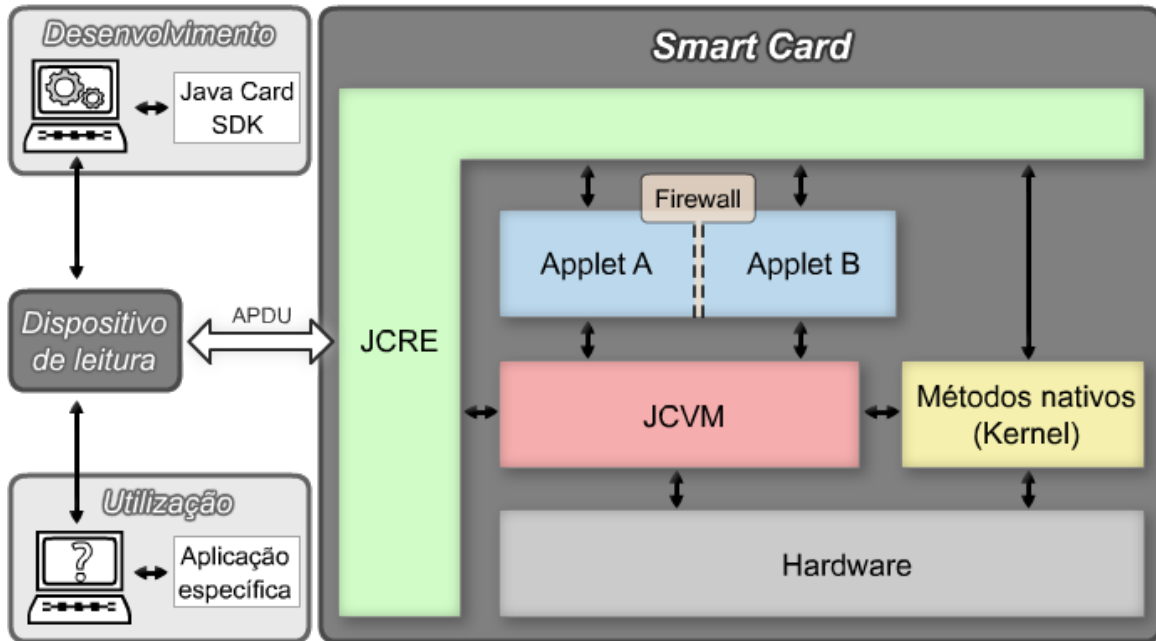 Desenvolvimento
Java Card
SDK
Dispositivo
de leitura
APDU
Utilização
?
Aplicação
específica
Smart Card
JCRE
Firewall
Applet A
Applet B
JCVM
Métodos nativos
(Kernel)
Hardware